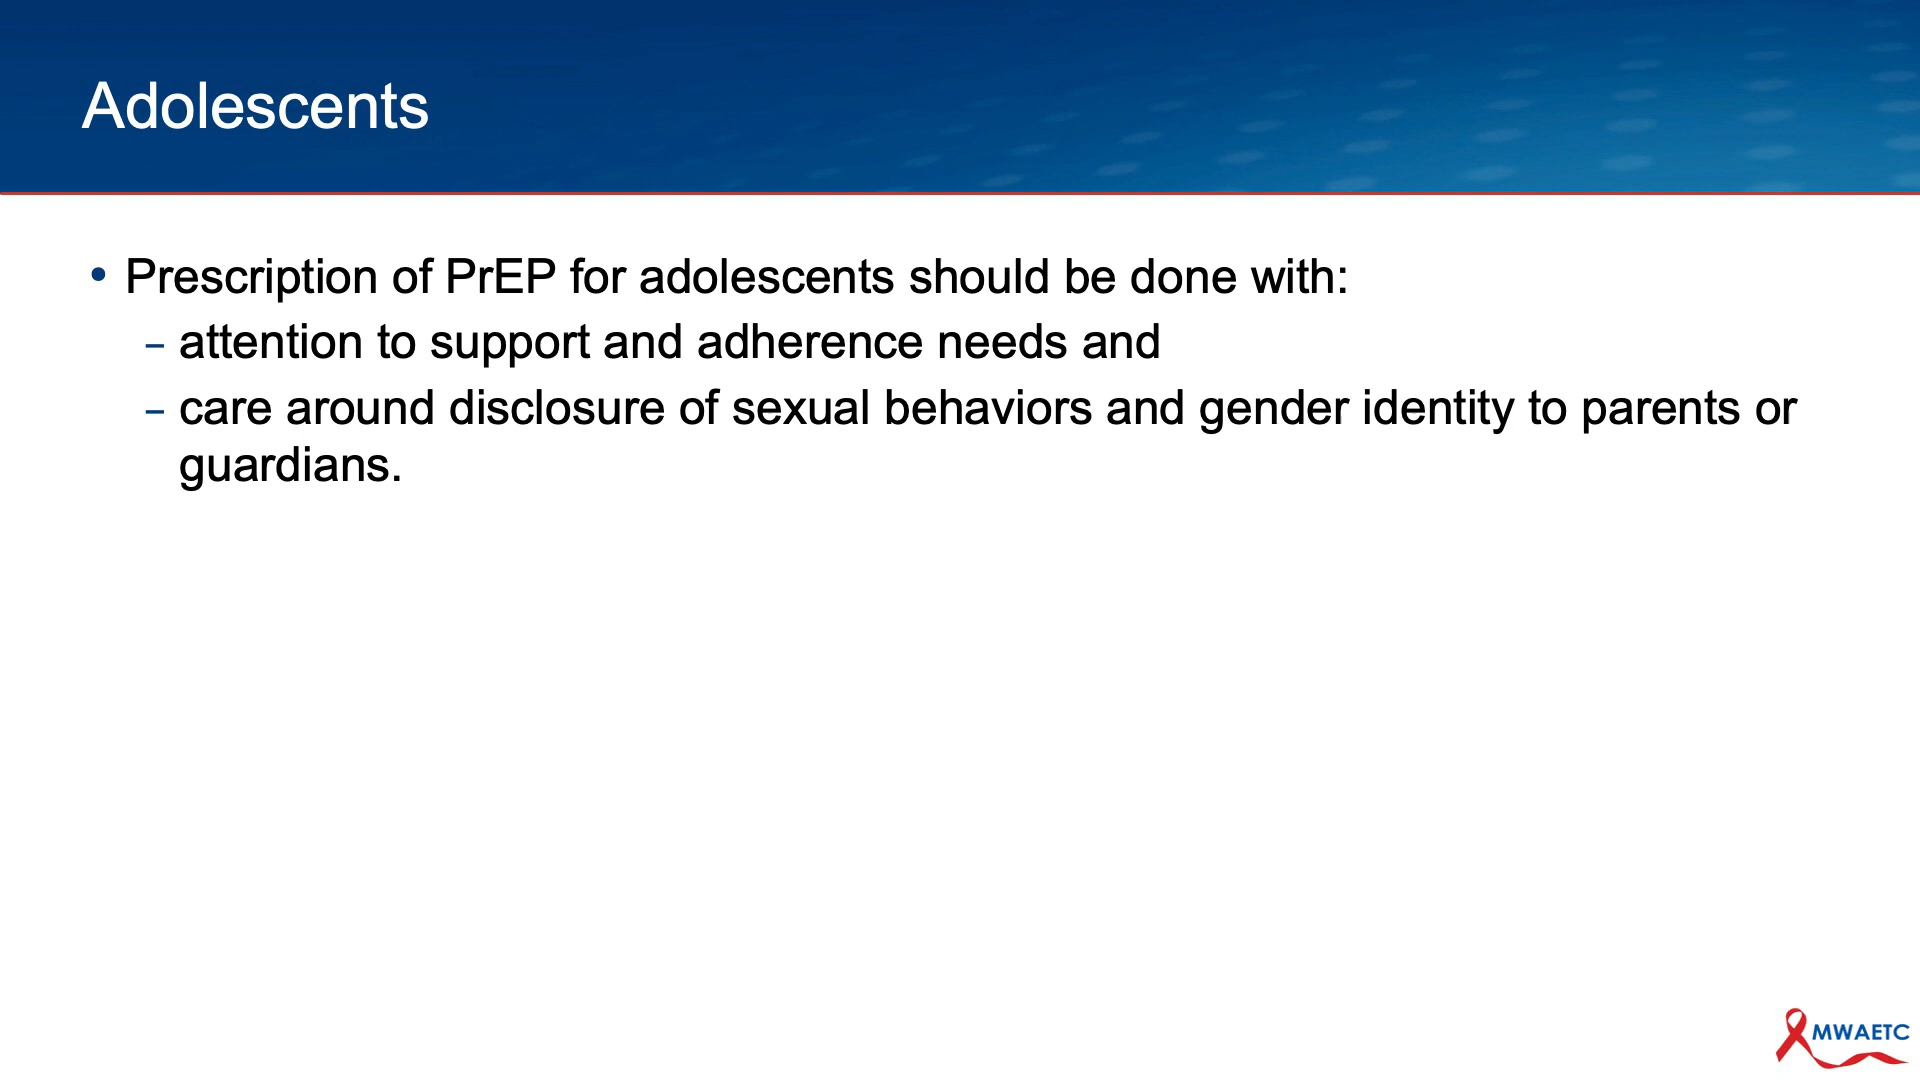 Adolescents
• Prescription of PrEP for adolescents should be done with:
– attention to support and adherence needs and
– care around disclosure of sexual behaviors and gender identity to parents or
guardians.
MWAETC